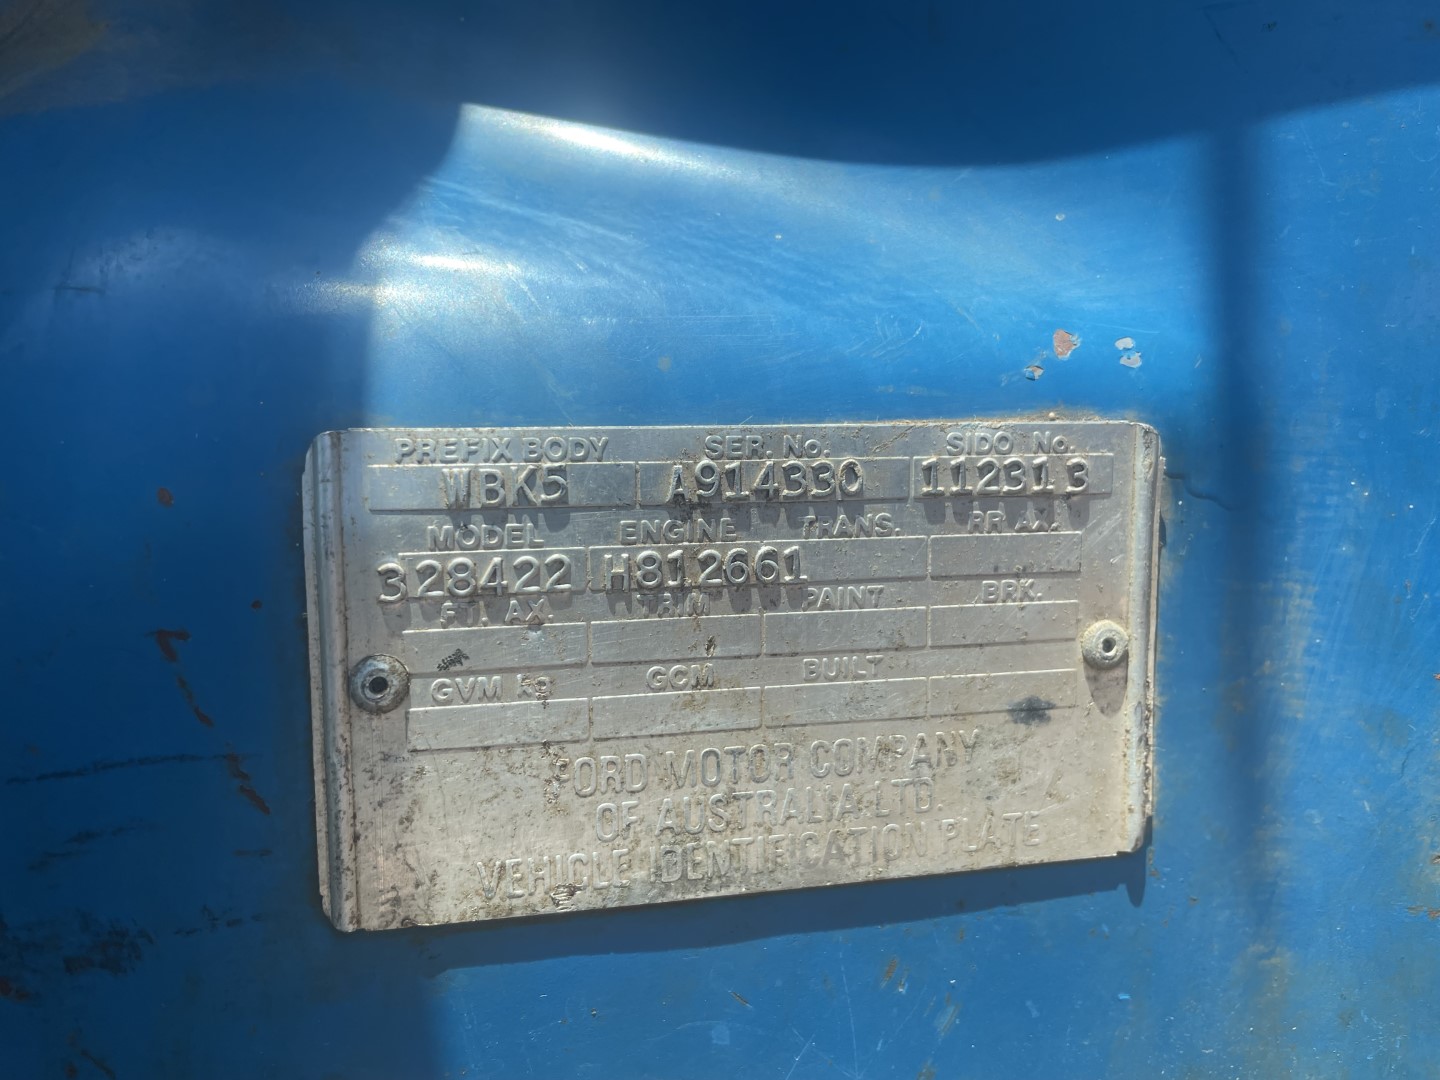 PREFIX BODY SER. No. SIDO No.
WBK5 A914330 112313
MODEL ENGINE TRANS. RR AX.
328422 H812661
FT. AX. TRIM PAINT BRK.
GVM kg GCM BUILT
FORD MOTOR COMPANY
OF AUSTRALIA LTD.
VEHICLE IDENTIFICATION PLATE